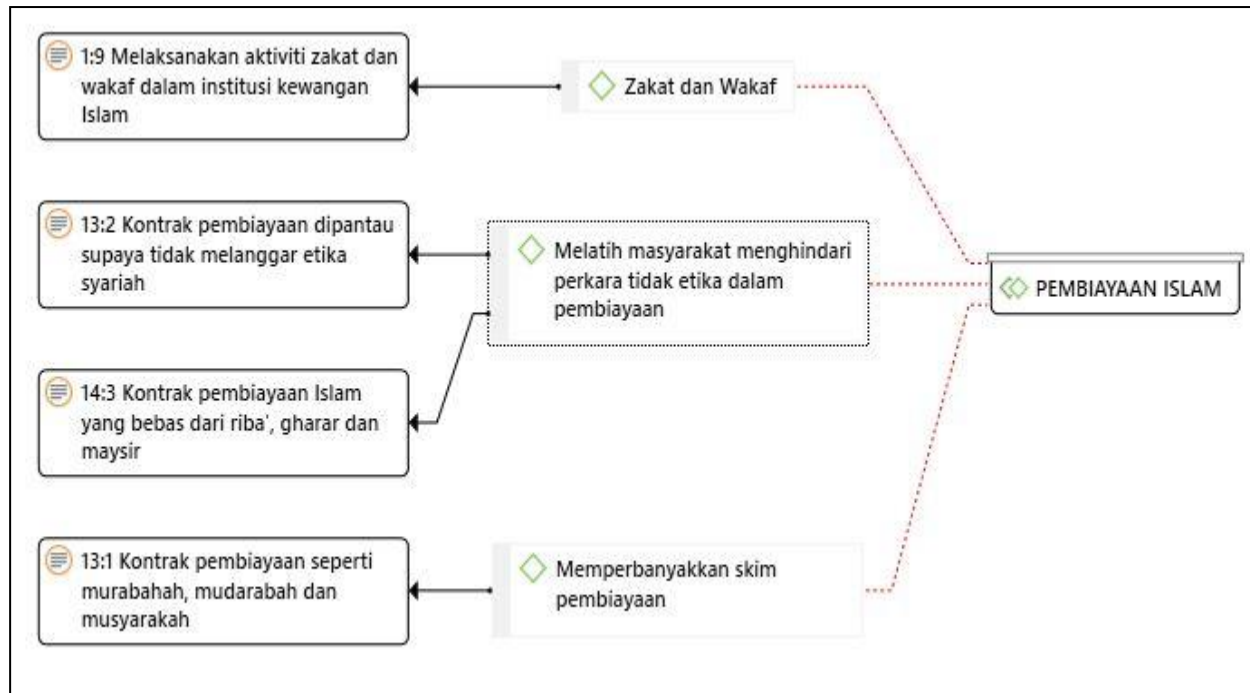 1:9 Melaksanakan aktiviti zakat dan
wakaf dalam institusi kewangan
Islam
Zakat dan Wakaf
13:2 Kontrak pembiayaan dipantau
supaya tidak melanggar etika
syariah
Melatih masyarakat menghindari
perkara tidak etika dalam
pembiayaan
PEMBIAYAAN ISLAM
14:3 Kontrak pembiayaan Islam
yang bebas dari riba', gharar dan
maysir
13:1 Kontrak pembiayaan seperti
murabahah, mudarabah dan
musyarakah
Memperbanyakkan skim
pembiayaan